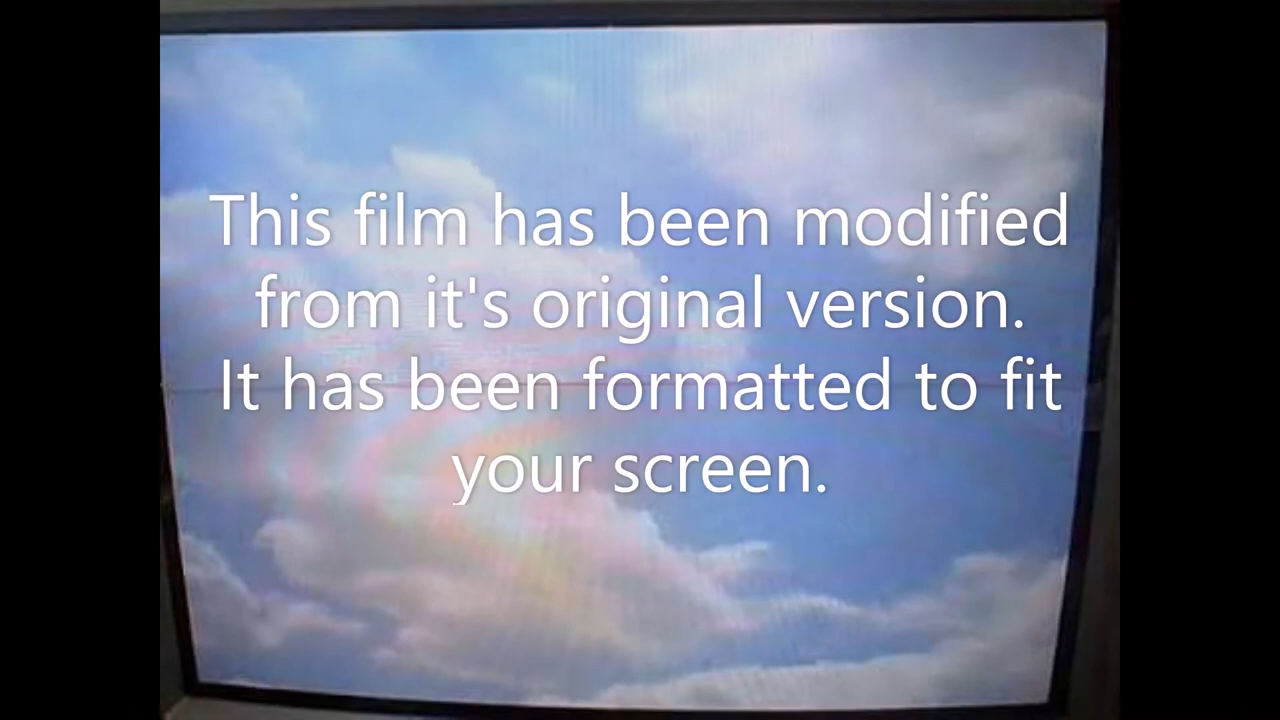 This film has been modified
from it's original version.
It has been formatted to fit
your screen.